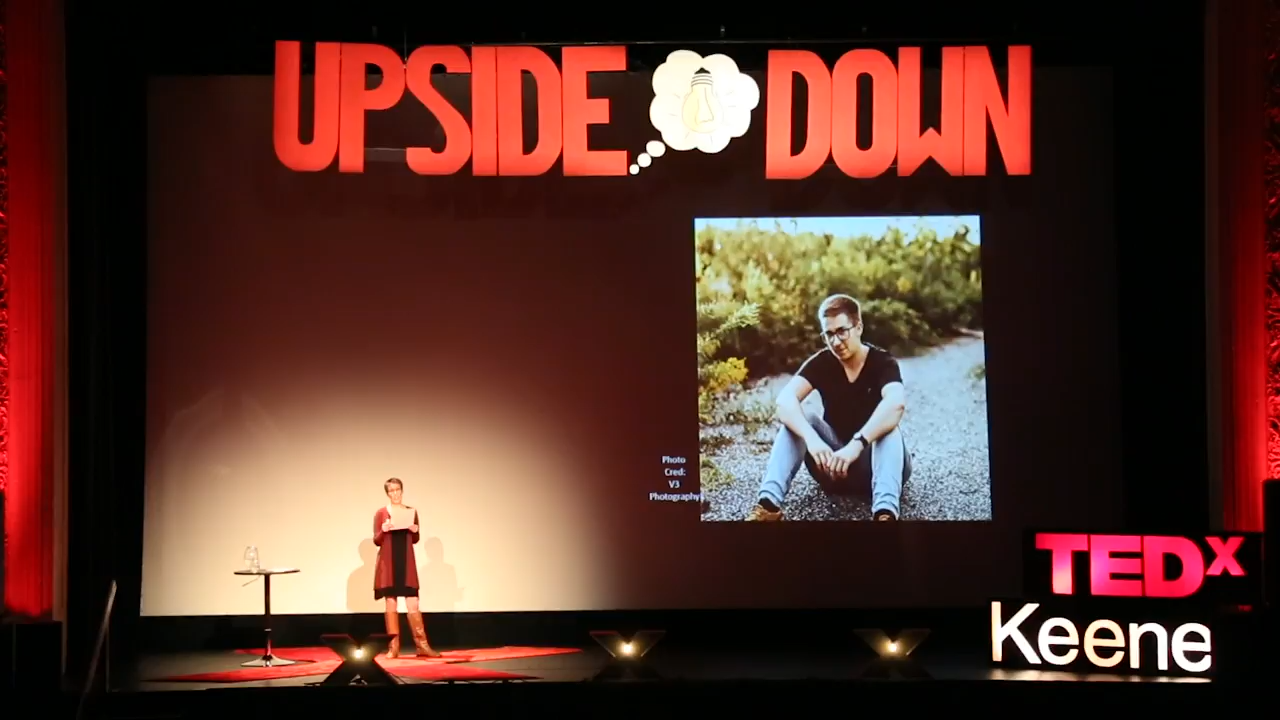 UPSIDE DOWN
Photo
Cred:
V3
Photography
TEDx
Keene